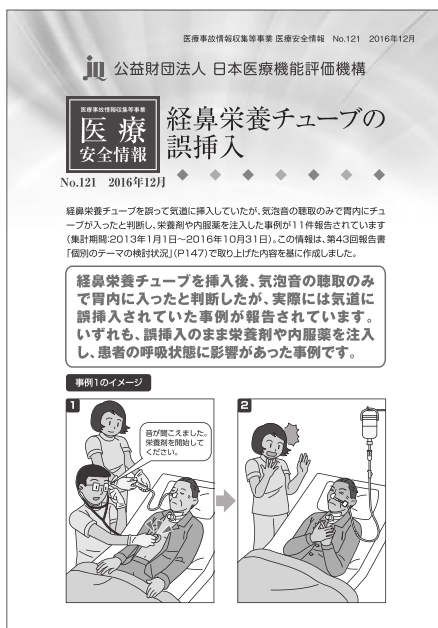 医療事故情報収集等事業 医療安全情報 No.121 2016年12月
jq 公益財団法人 日本医療機能評価機構
医療事故情報収集等事業
医療
安全情報
No.121 2016年12月
経鼻栄養チューブの
誤挿入
経鼻栄養チューブを誤って気道に挿入していたが、気泡音の聴取のみで胃内にチュ
ーブが入ったと判断し、栄養剤や内服薬を注入した事例が11件報告されています
(集計期間:2013年1月1日~2016年10月31日)。この情報は、第43回報告書
「個別のテーマの検討状況」(P147)で取り上げた内容を基に作成しました。
経鼻栄養チューブを挿入後、気泡音の聴取のみ
で胃内に入ったと判断したが、実際には気道に
誤挿入されていた事例が報告されています。
いずれも、誤挿入のまま栄養剤や内服薬を注入
し、患者の呼吸状態に影響があった事例です。
事例1のイメージ
1
音が聞こえました。
栄養剤を開始して
ください。
2